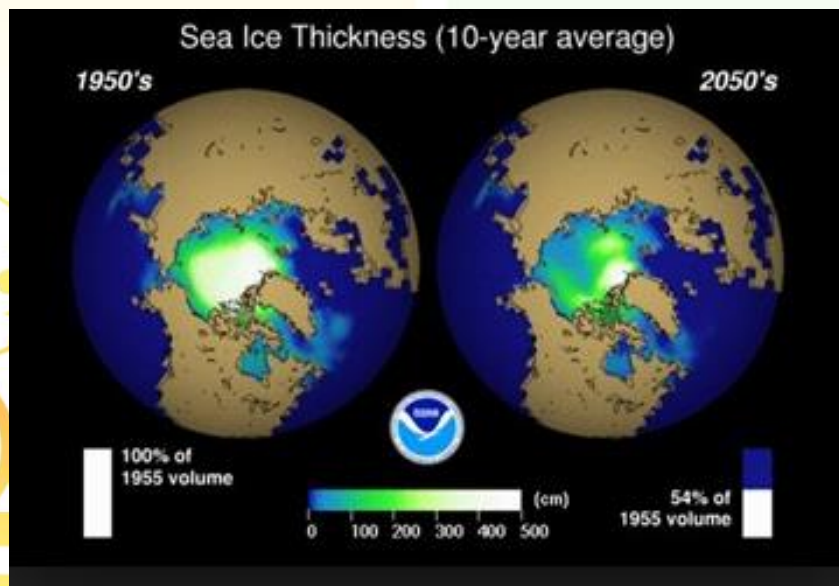 Sea Ice Thickness (10-year average)
1950's
2050's
100% of
1955 volume
NOAA
(cm)
0 100 200 300 400 500
54% of
1955 volume